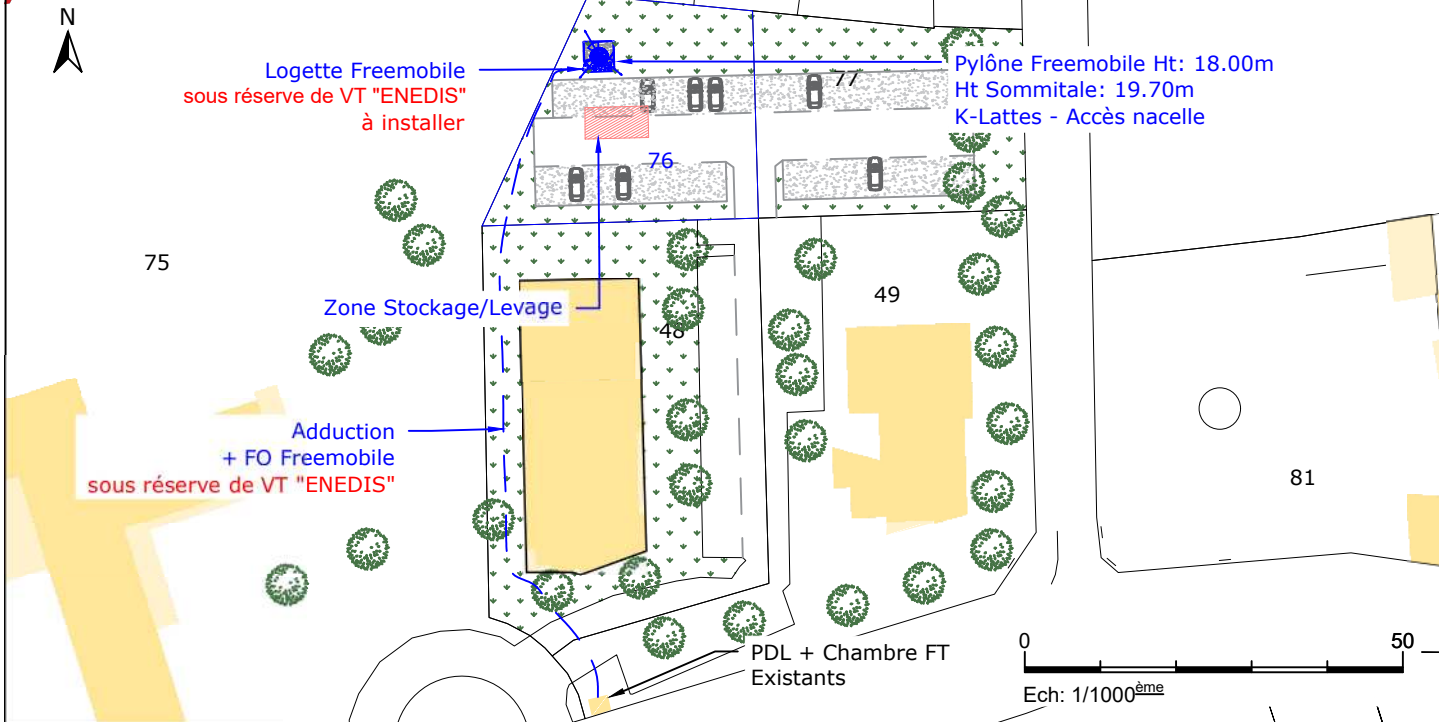 N
Logette Freemobile
sous réserve de VT "ENEDIS"
à installer
Pylône Freemobile Ht: 18.00m
Ht Sommitale: 19.70m
K-Lattes - Accès nacelle
77
76
75
Zone Stockage/Levage
49
48
Adduction
+ FO Freemobile
sous réserve de VT "ENEDIS"
81
PDL + Chambre FT
Existants
0
50
Ech: 1/1000ème